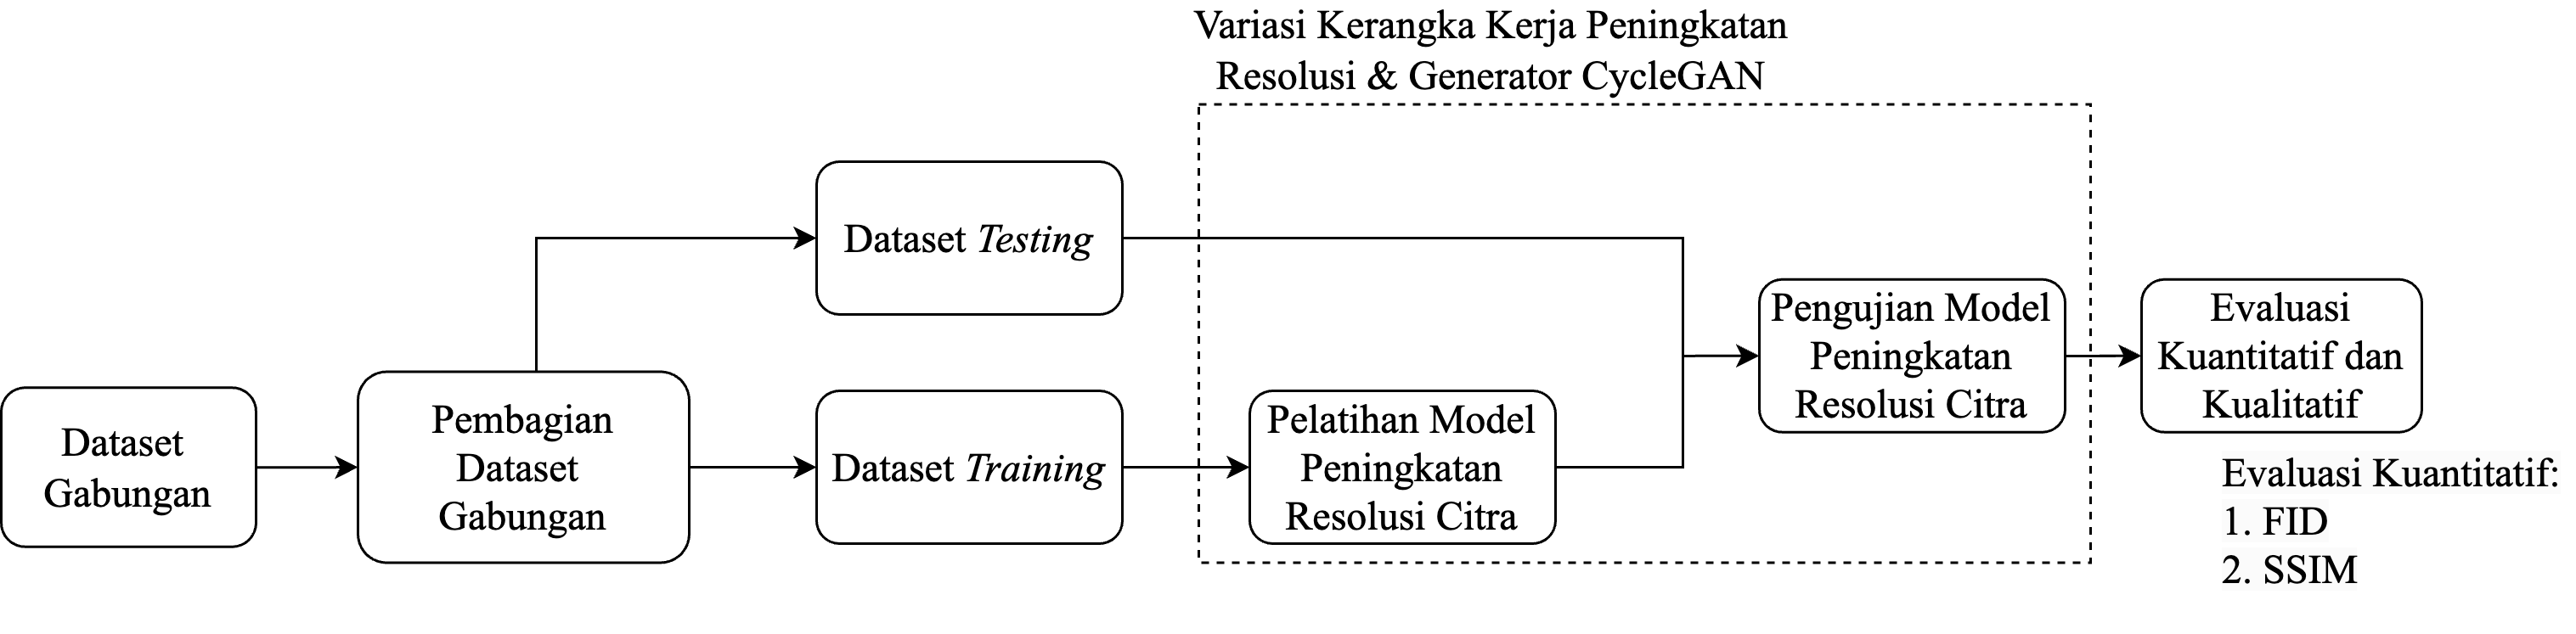 Variasi Kerangka Kerja Peningkatan
Resolusi & Generator CycleGAN
Dataset Testing
Dataset
Gabungan
Pembagian
Dataset
Gabungan
Dataset Training
Pelatihan Model
Peningkatan
Resolusi Citra
Pengujian Model
Peningkatan
Resolusi Citra
Evaluasi
Kuantitatif dan
Kualitatif
Evaluasi Kuantitatif:
1. FID
2. SSIM